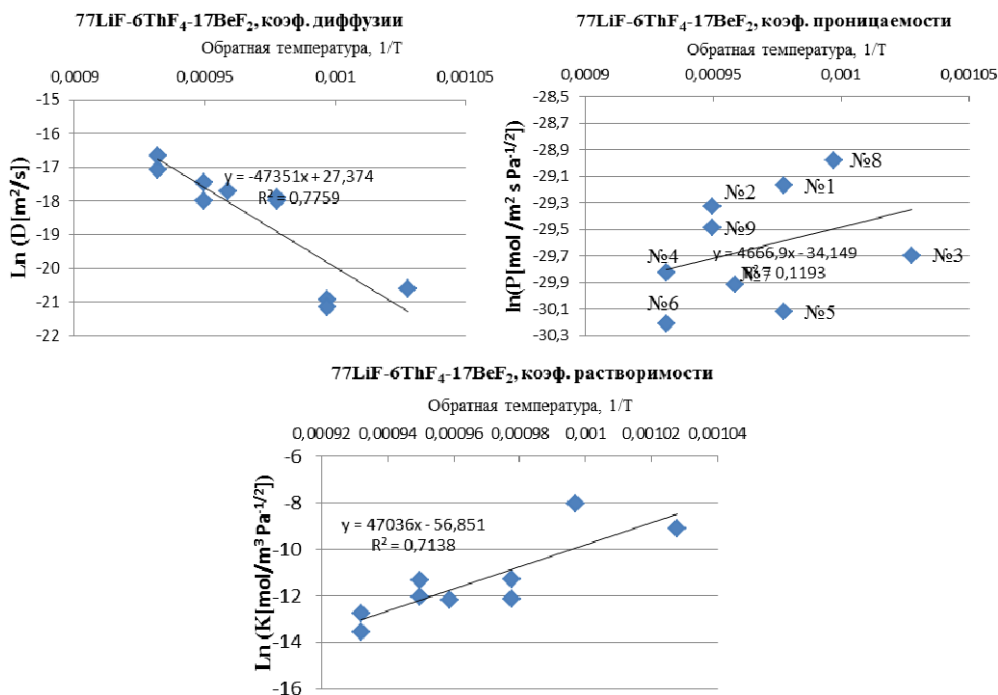 77LiF-6ThF₄-17BeF₂, коэф. диффузии
Обратная температура, 1/T
0,0009 0,00095 0,001 0,00105
-15
-16
-17
-18
-19
-20
-21
-22
Ln (D[m²/s])
y = -47351x + 27,374
R² = 0,7759
77LiF-6ThF₄-17BeF₂, коэф. проницаемости
Обратная температура, 1/T
0,0009 0,00095 0,001 0,00105
-28,5
-28,9
-29,1
-29,3
-29,7
-29,9
-30,1
-30,3
ln(P[mol /m² s Pa⁻¹/²])
№8
№1
№2
№9
№4
№3
№7
№6
№5
y = 4666,9x - 34,149
0,1193
77LiF-6ThF₄-17BeF₂, коэф. растворимости
Обратная температура, 1/T
0,00092 0,00094 0,00096 0,00098 0,001 0,00102 0,00104
-6
-8
-10
-12
-14
-16
Ln (K[mol/m³ Pa⁻¹/²])
y = 47036x - 56,851
R² = 0,7138